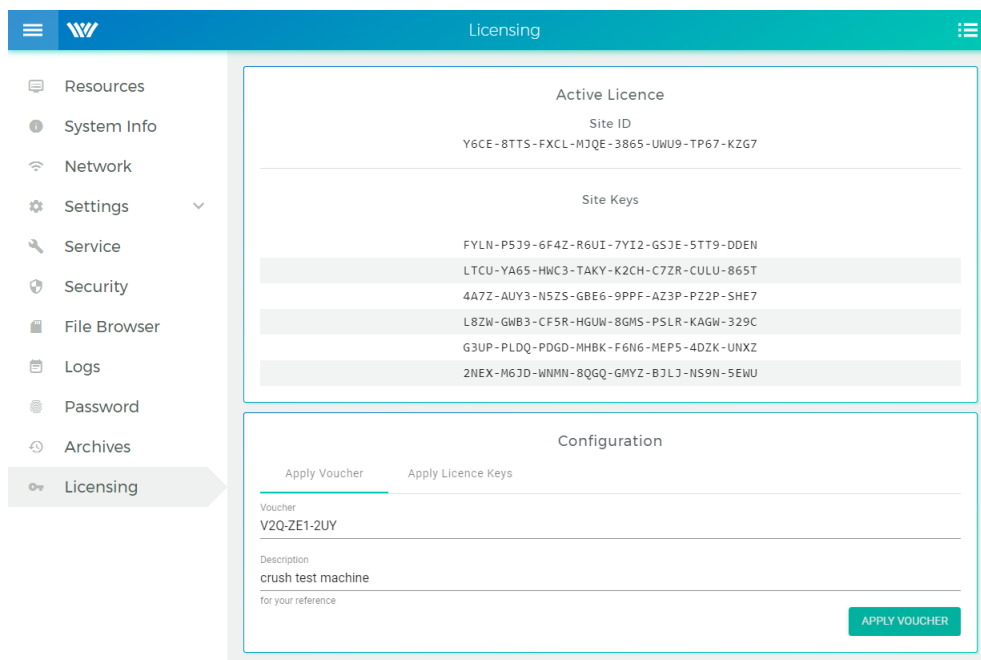 Licensing
Resources
System Info
Network
Settings
Service
Security
File Browser
Logs
Password
Archives
Licensing
Active Licence
Site ID
Y6CE-8TTS-FXCL-MJQE-3865-UWU9-TP67-KZG7
Site Keys
FYLN-P5J9-6F4Z-R6UI-7YI2-GSJE-5TT9-DDEN
LTCU-YA65-HWC3-TAKY-K2CH-C7ZR-CULU-865T
4A7Z-AUY3-N5ZS-GBE6-9PPF-AZ3P-PZ2P-SHE7
L8ZW-GWB3-CF5R-HGUW-8GMS-PSLR-KAGW-329C
G3UP-PLDQ-PDGD-MHBK-F6N6-MEP5-4DZK-UNXZ
2NEX-M6JD-WNMN-8QGQ-GMYZ-BJLJ-NS9N-5EWU
Configuration
Apply Voucher Apply Licence Keys
Voucher
V2Q-ZE1-2UY
Description
crush test machine
for your reference
APPLY VOUCHER